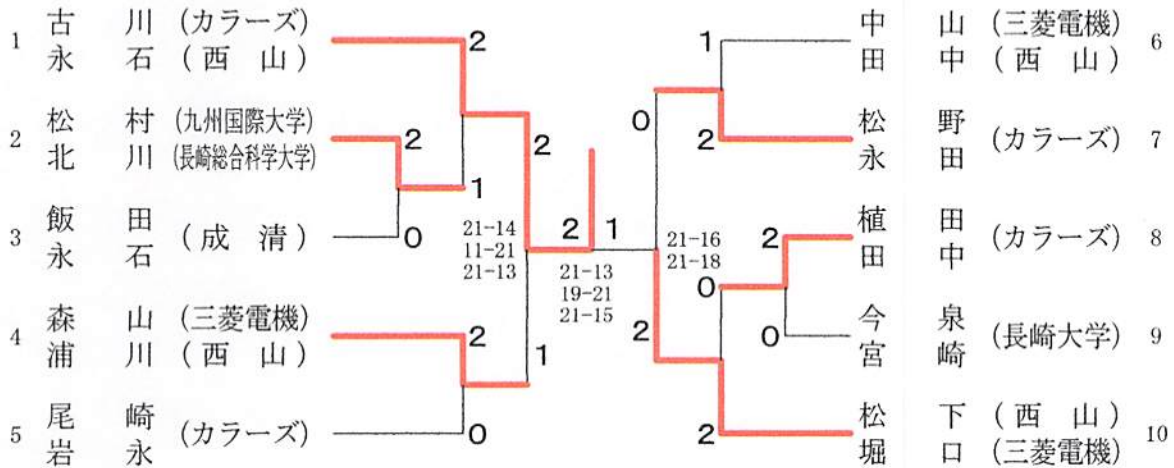 1 古川 (カラーズ)
永石 (西山)
2 松村 (九州国際大学)
北川 (長崎総合科学大学)
3 飯田 (成清)
永石
4 森山 (三菱電機)
浦川 (西山)
5 尾崎 (カラーズ)
岩永
2
2
1
0
2
0
2
1
21-14
11-21
21-13
2 1
21-13
19-21
21-15
21-16
21-18
0
2
1
2
2
0
0
2
中山 (三菱電機) 6
田中 (西山)
松野 (カラーズ) 7
永田
植田 (カラーズ) 8
田中
今泉 (長崎大学) 9
宮崎
松下 (西山) 10
堀口 (三菱電機)